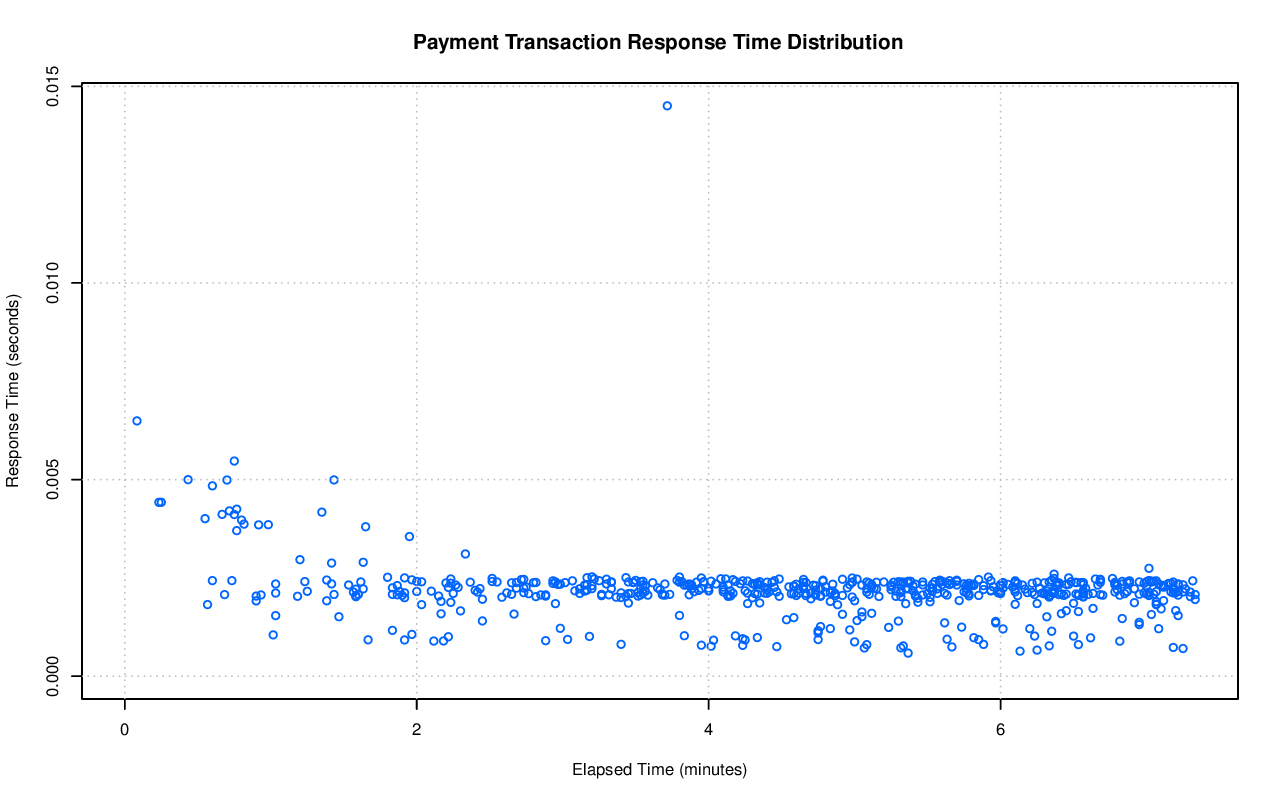 Payment Transaction Response Time Distribution
0.015
0.010
0.005
0.000
Response Time (seconds)
0 2 4 6
Elapsed Time (minutes)